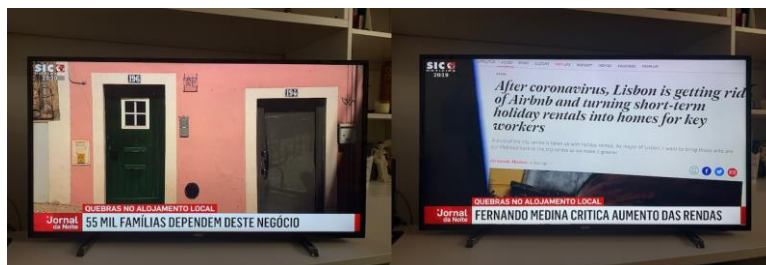 SIC
196
194
QUEBRAS NO ALOJAMENTO LOCAL
Jornal
da Noite
55 MIL FAMÍLIAS DEPENDEM DESTE NEGÓCIO
SIC
20:19
After coronavirus, Lisbon is getting rid
of Airbnb and turning short-term
holiday rentals into homes for key
workers
QUEBRAS NO ALOJAMENTO LOCAL
Jornal
da Noite
FERNANDO MEDINA CRITICA AUMENTO DAS RENDAS